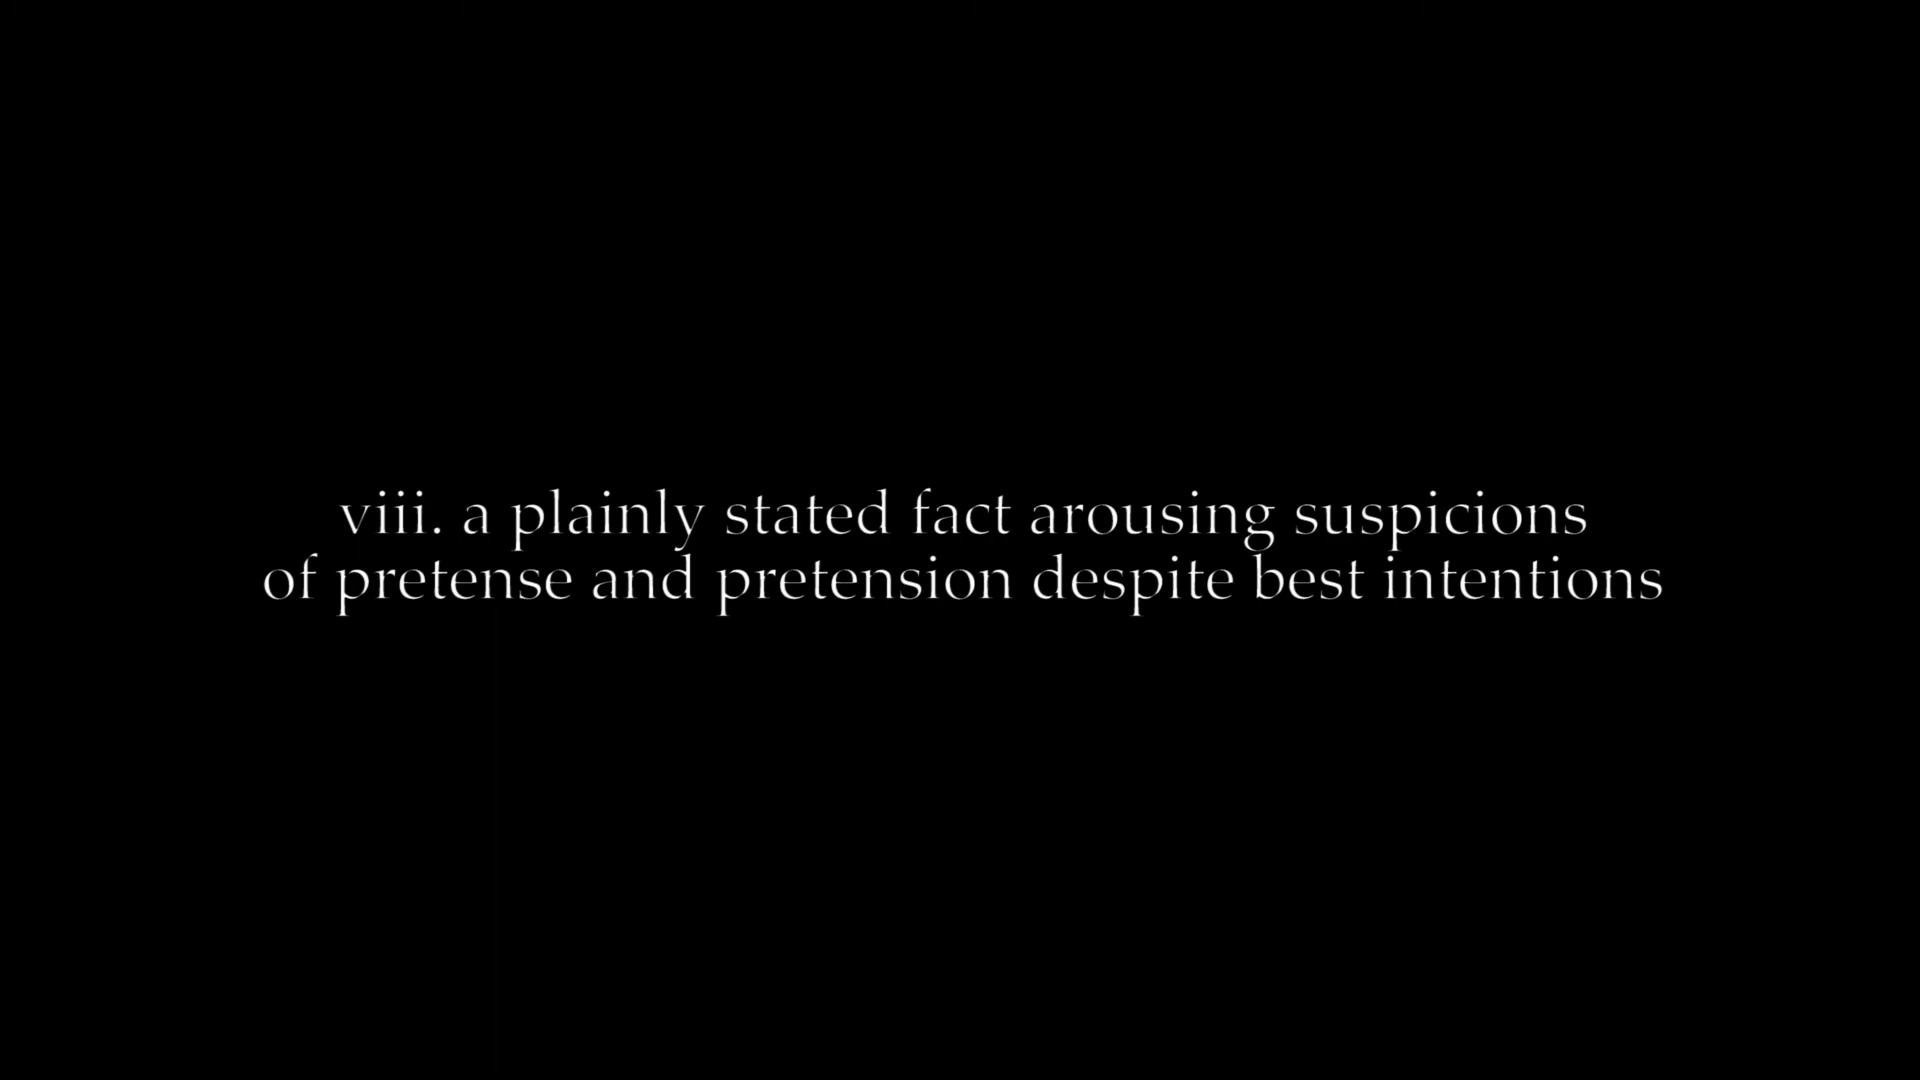 viii. a plainly stated fact arousing suspicions
of pretense and pretension despite best intentions